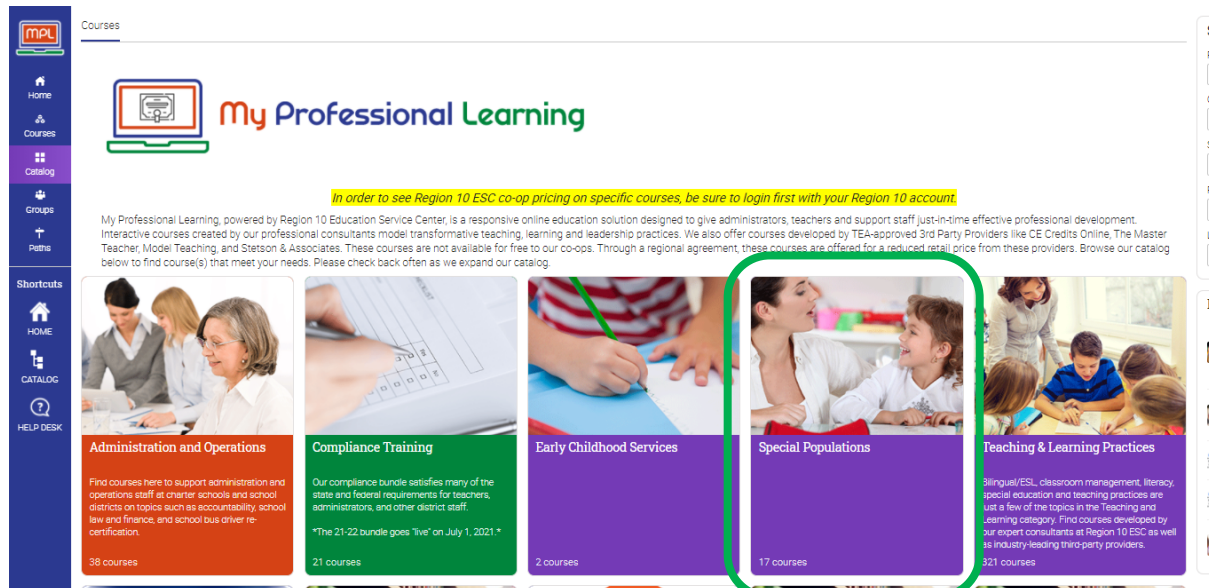 MPL
Home
Courses
Catalog
Groups
Paths
Shortcuts
HOME
CATALOG
HELP DESK
Courses
My Professional Learning
In order to see Region 10 ESC co-op pricing on specific courses, be sure to login first with your Region 10 account.
My Professional Learning, powered by Region 10 Education Service Center, is a responsive online education solution designed to give administrators, teachers and support staff just-in-time effective professional development.
Interactive courses created by our professional consultants model transformative teaching, learning and leadership practices. We also offer courses developed by TEA-approved 3rd Party Providers like CE Credits Online, The Master
Teacher, Model Teaching, and Stetson & Associates. These courses are not available for free to our co-ops. Through a regional agreement, these courses are offered for a reduced retail price from these providers. Browse our catalog
below to find course(s) that meet your needs. Please check back often as we expand our catalog.
Administration and Operations
Find courses here to support administration and
operations staff at charter schools and school
districts on topics such as accountability, school
law and finance, and school bus driver re-
certification.
38 courses
Compliance Training
Our compliance bundle satisfies many of the
state and federal requirements for teachers,
administrators, and other district staff.
*The 21-22 bundle goes "live" on July 1, 2021.*
21 courses
Early Childhood Services
2 courses
Special Populations
17 courses
Teaching & Learning Practices
Bilingual/ESL, classroom management, literacy,
special education and teaching practices are
just a few of the topics in the Teaching and
Learning category. Find courses developed by
our expert consultants at Region 10 ESC as well
as industry-leading third-party providers.
321 courses